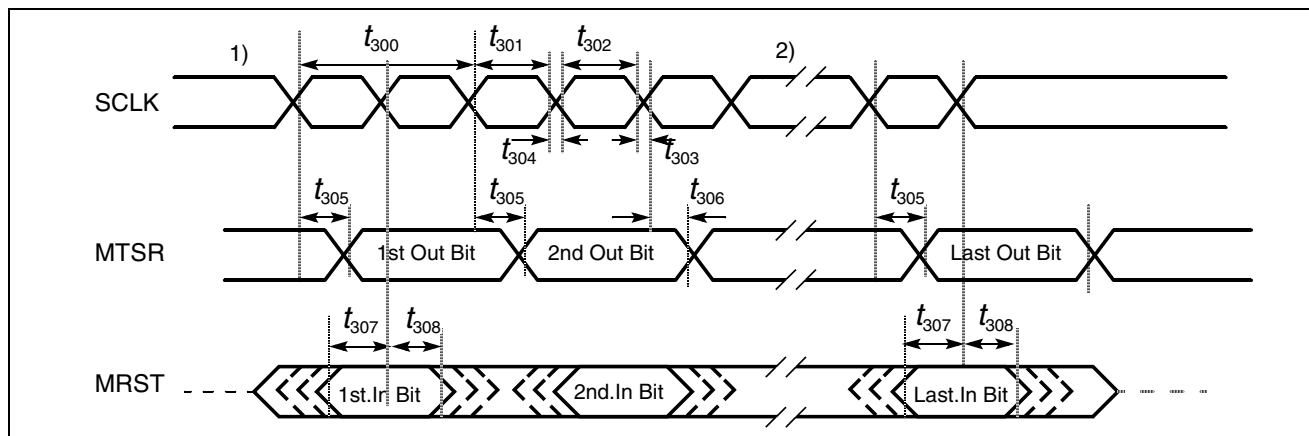 1) t300 t301 t302 2)
SCLK
t304 t303
t305 t305 t306 t305
MTSR 1st Out Bit 2nd Out Bit Last Out Bit
t307 t308 t307 t308
MRST 1st.In Bit 2nd.In Bit Last.In Bit